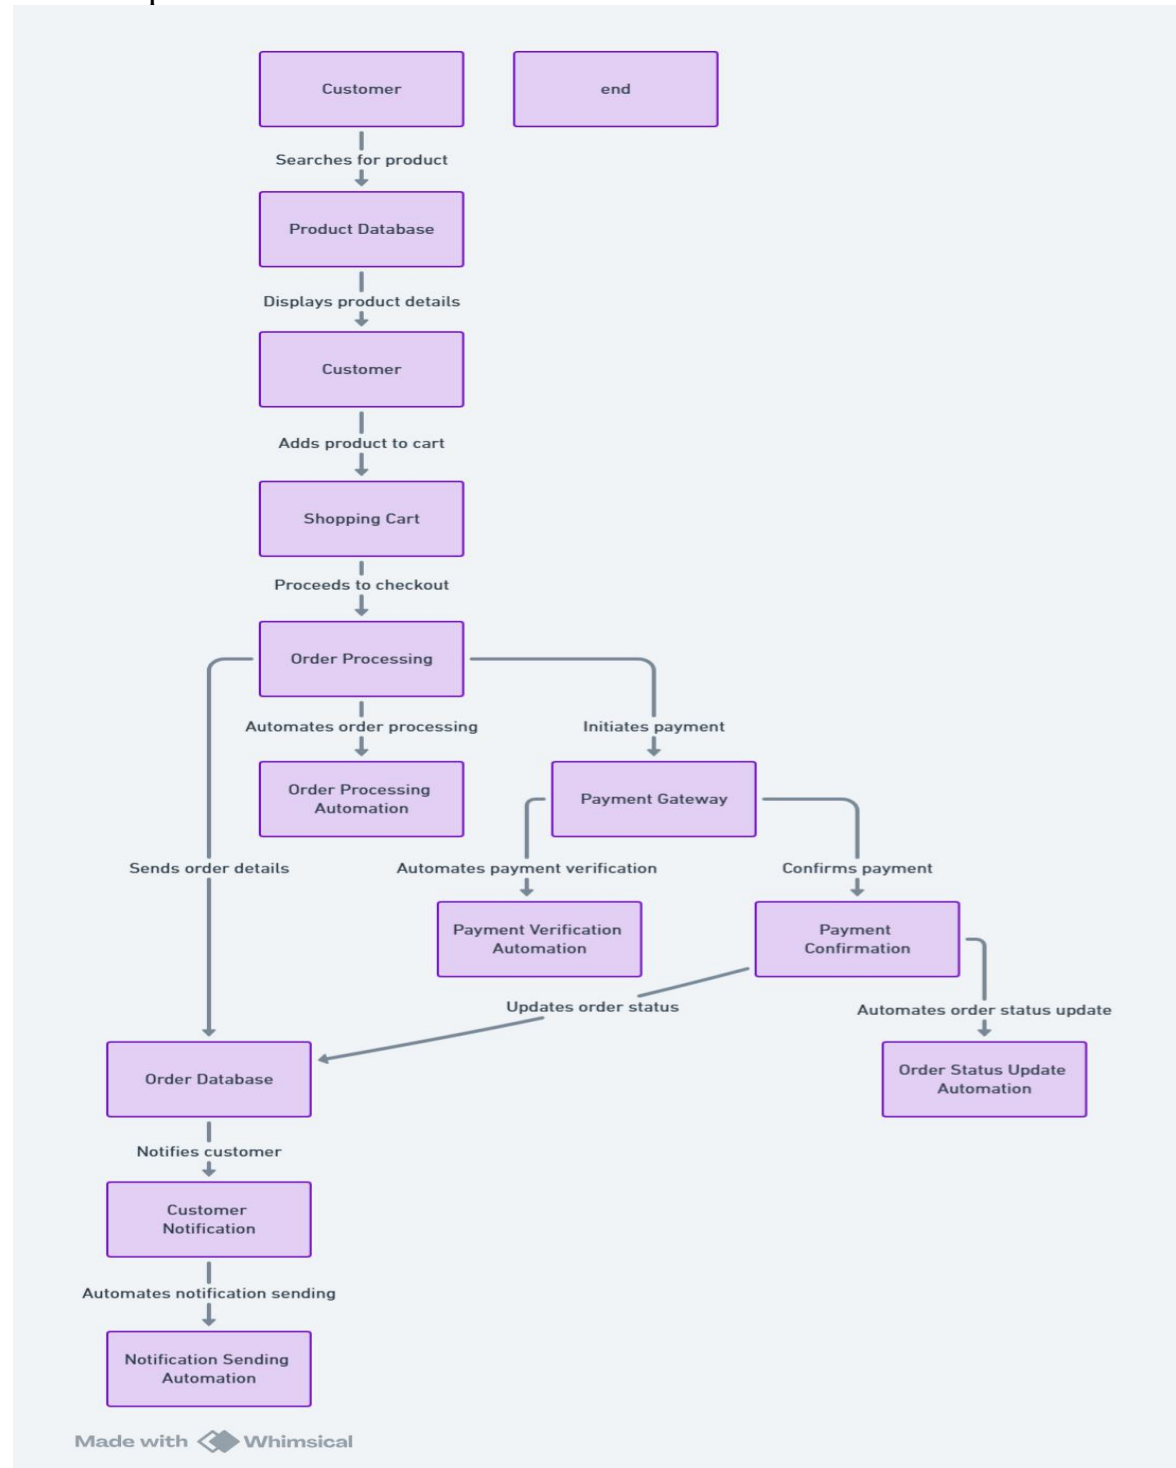 Customer
end
Searches for product
Product Database
Displays product details
Customer
Adds product to cart
Shopping Cart
Proceeds to checkout
Order Processing
Automates order processing
Initiates payment
Order Processing
Automation
Payment Gateway
Sends order details
Automates payment verification
Confirms payment
Payment Verification
Automation
Payment
Confirmation
Updates order status
Automates order status update
Order Database
Order Status Update
Automation
Notifies customer
Customer
Notification
Automates notification sending
Notification Sending
Automation
Made with Whimsical